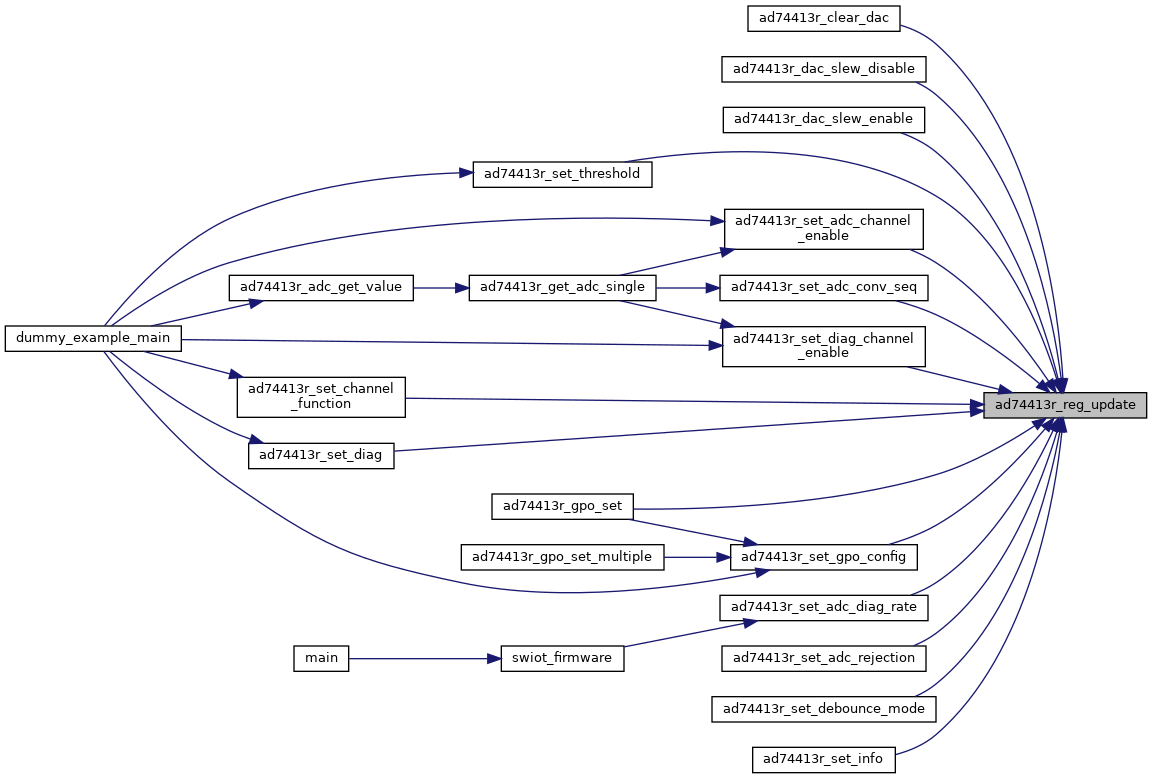 ad74413r_clear_dac
ad74413r_dac_slew_disable
ad74413r_dac_slew_enable
ad74413r_set_threshold
ad74413r_set_adc_channel
_enable
ad74413r_adc_get_value
ad74413r_get_adc_single
ad74413r_set_adc_conv_seq
dummy_example_main
ad74413r_set_diag_channel
_enable
ad74413r_set_channel
_function
ad74413r_reg_update
ad74413r_set_diag
ad74413r_gpo_set
ad74413r_gpo_set_multiple
ad74413r_set_gpo_config
ad74413r_set_adc_diag_rate
main
swiot_firmware
ad74413r_set_adc_rejection
ad74413r_set_debounce_mode
ad74413r_set_info